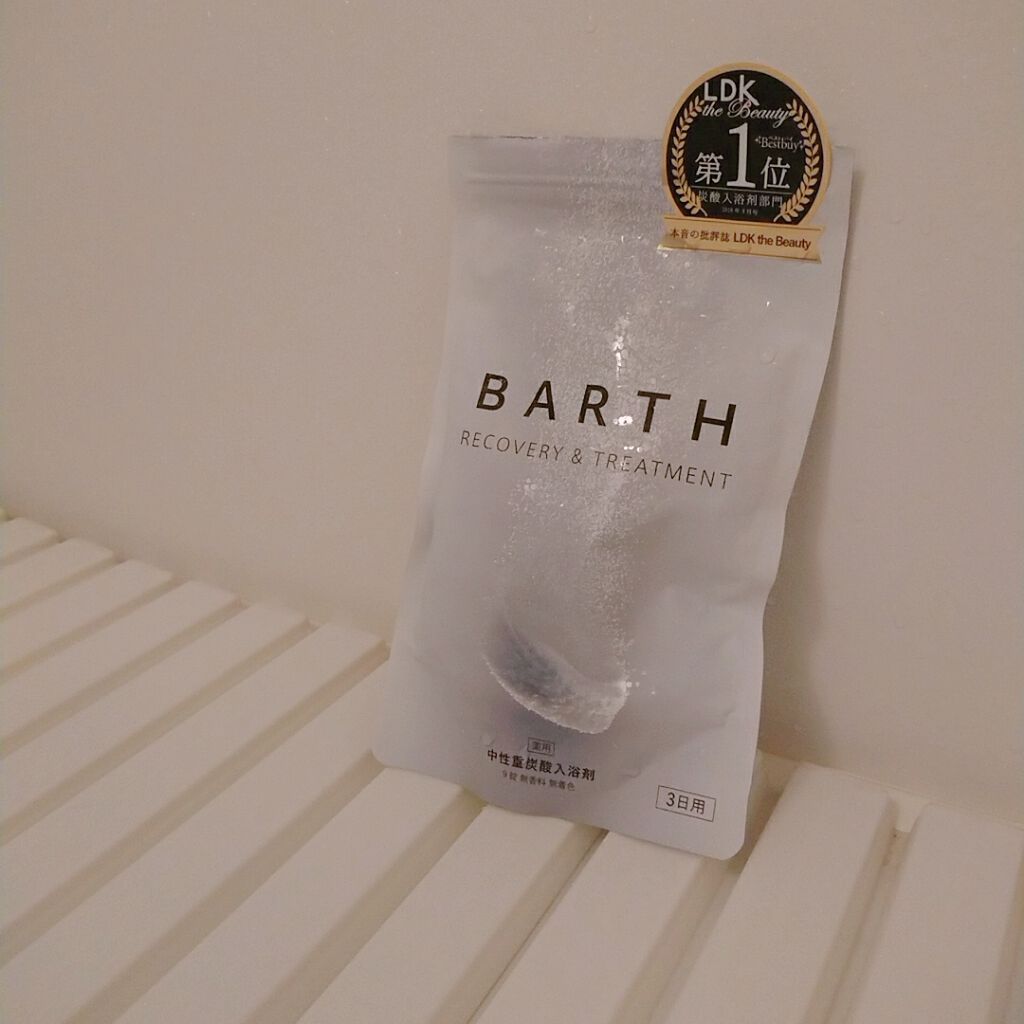 LDK
the Beauty
Bestbuy
第1位
炭酸入浴剤部門
本音の批評誌 LDK the Beauty
BARTH
RECOVERY & TREATMENT
薬用
中性重炭酸入浴剤
9錠 無香料 無着色
3日用